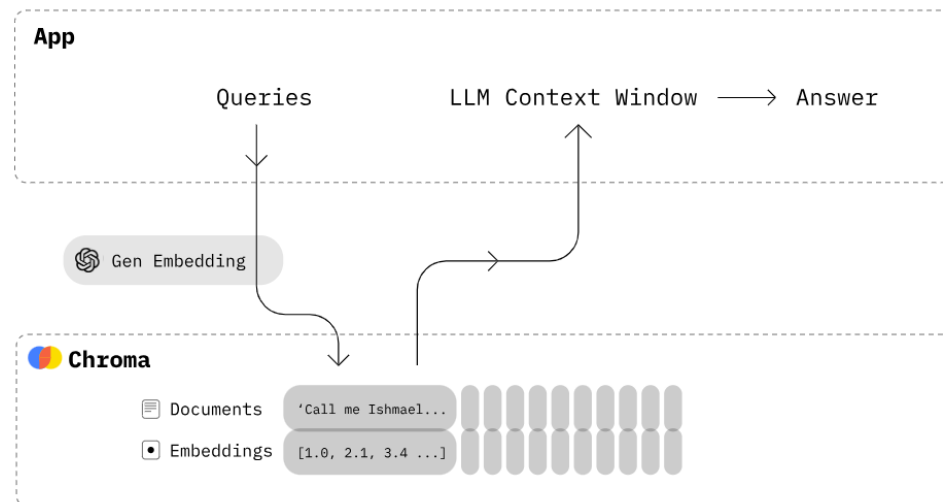 App
Queries
LLM Context Window
Answer
Gen Embedding
Chroma
Documents
‘Call me Ishmael...
Embeddings
[1.0, 2.1, 3.4 ...]